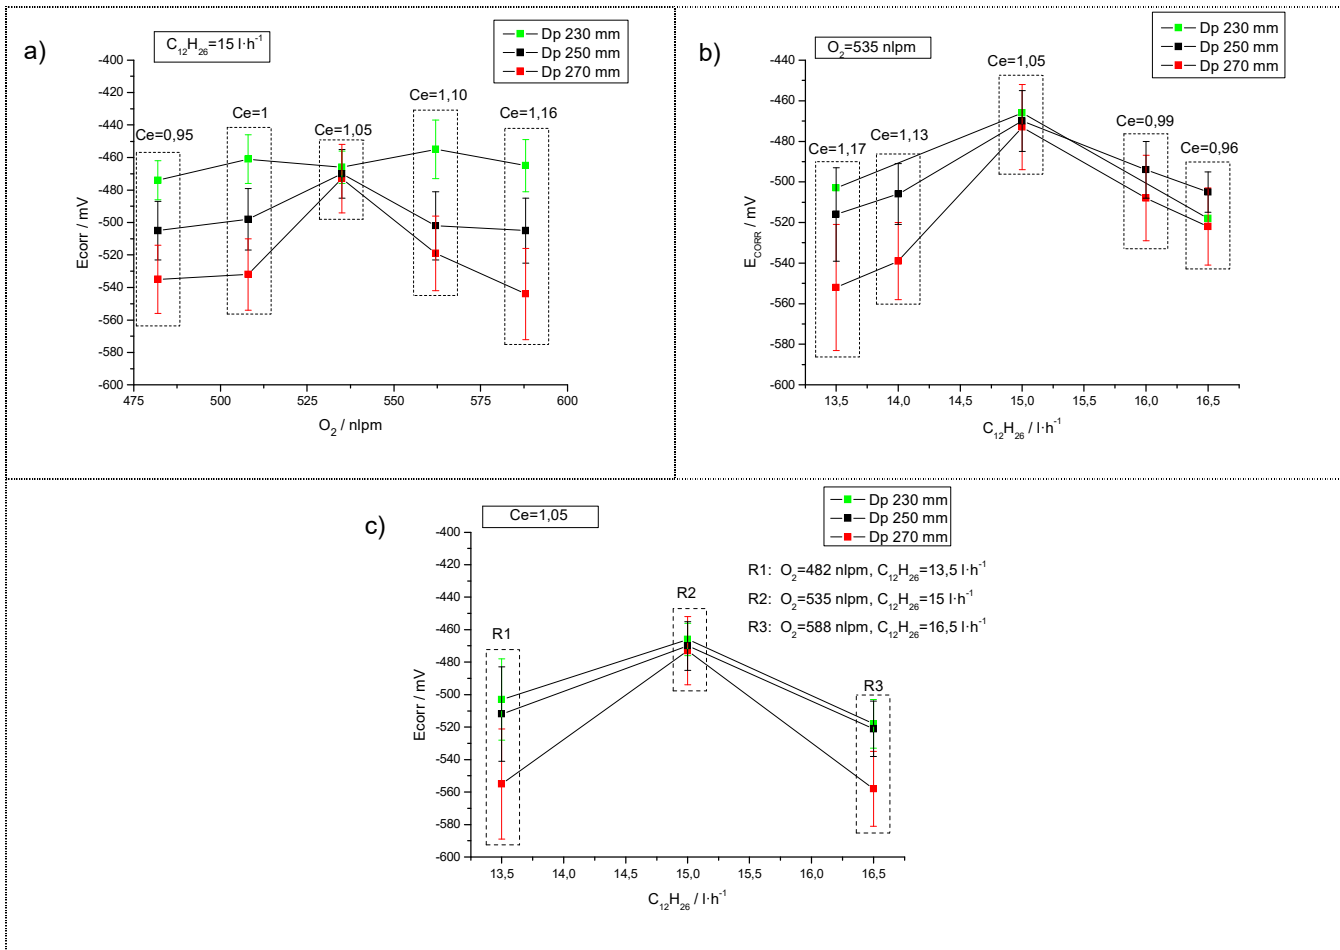 a)
C₁₂H₂₆=15 l·h⁻¹
Dp 230 mm
Dp 250 mm
Dp 270 mm
Ce=0,95
Ce=1
Ce=1,05
Ce=1,10
Ce=1,16
-400
-420
-440
-460
-480
-500
-520
-540
-560
-580
-600
Ecorr / mV
475
500
525
550
575
600
O₂ / nlpm
b)
O₂=535 nlpm
Dp 230 mm
Dp 250 mm
Dp 270 mm
Ce=1,17
Ce=1,13
Ce=1,05
Ce=0,99
Ce=0,96
-440
-460
-480
-500
-520
-540
-560
-580
-600
E_CORR / mV
13,5
14,0
14,5
15,0
15,5
16,0
16,5
C₁₂H₂₆ / l·h⁻¹
c)
Ce=1,05
Dp 230 mm
Dp 250 mm
Dp 270 mm
R1: O₂=482 nlpm, C₁₂H₂₆=13,5 l·h⁻¹
R2: O₂=535 nlpm, C₁₂H₂₆=15 l·h⁻¹
R3: O₂=588 nlpm, C₁₂H₂₆=16,5 l·h⁻¹
R1
R2
R3
-400
-420
-440
-460
-480
-500
-520
-540
-560
-580
-600
Ecorr / mV
13,5
14,0
14,5
15,0
15,5
16,0
16,5
C₁₂H₂₆ / l·h⁻¹